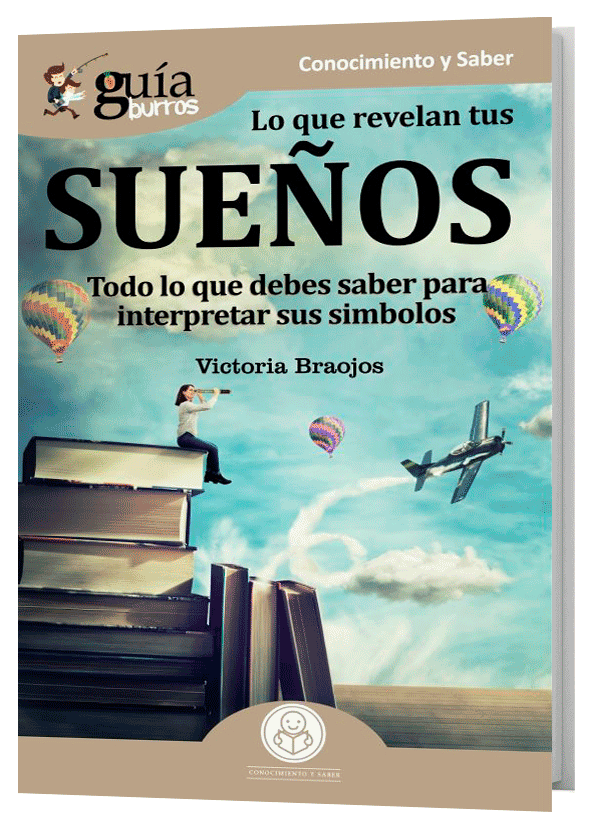 guía
burros
Conocimiento y Saber
Lo que revelan tus
SUEÑOS
Todo lo que debes saber para
interpretar sus simbolos
Victoria Braojos
CONOCIMIENTO Y SABER